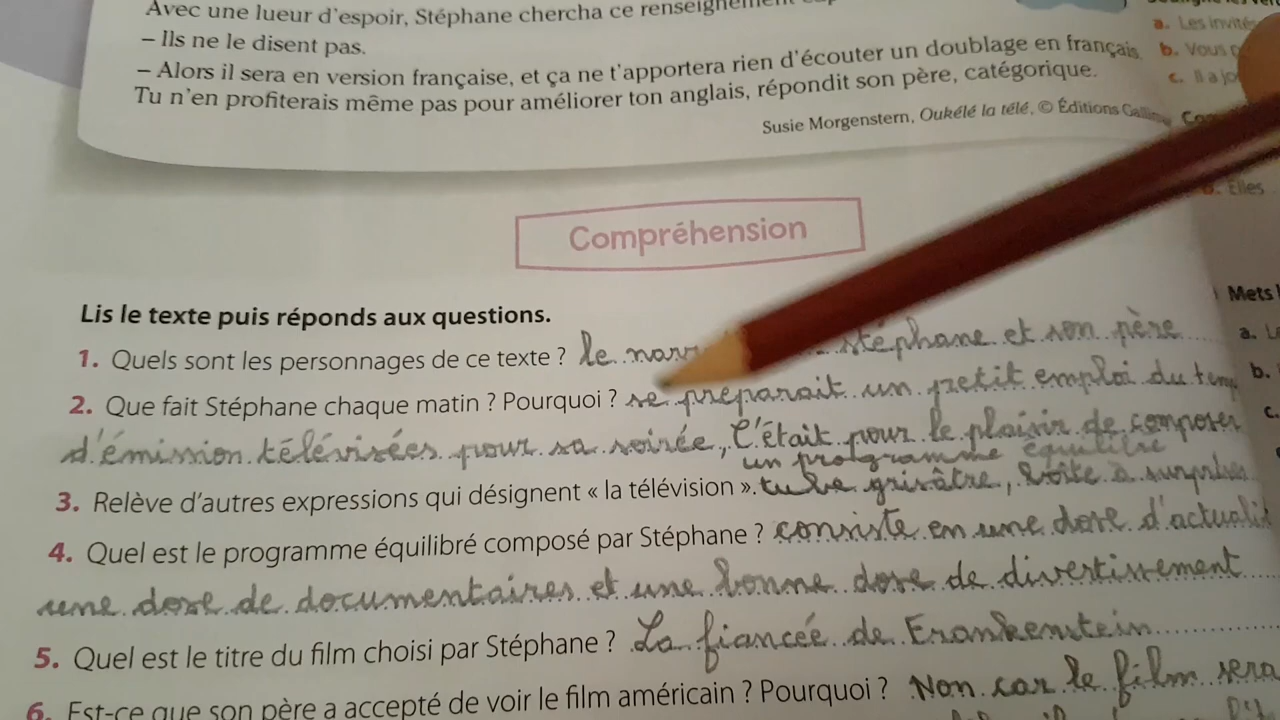 Avec une lueur d'espoir, Stéphane chercha ce renseignement
– Ils ne le disent pas.
– Alors il sera en version française, et ça ne t'apportera rien d'écouter un doublage en français.
Tu n'en profiterais même pas pour améliorer ton anglais, répondit son père, catégorique.
Susie Morgenstern, Oukélé la télé, © Éditions
Compréhension
Lis le texte puis réponds aux questions.
1. Quels sont les personnages de ce texte ? le stéphane et son père
2. Que fait Stéphane chaque matin ? Pourquoi ? se préparait un petit emploi du
d'émission télévisées pour sa soirée, C'était pour le plaisir de composer
un programme équilibré
3. Relève d'autres expressions qui désignent « la télévision ». tube grisâtre, boîte à surprises
4. Quel est le programme équilibré composé par Stéphane ? consiste en une dose
une dose de documentaires et une bonne dose de divertissement
5. Quel est le titre du film choisi par Stéphane ? La fiancée de Frankenstein
6. Est-ce que son père a accepté de voir le film américain ? Pourquoi ? Non car le film sera
a. Les invités
b. Vous
c. Il a
Elles
Mets
a.
b.
c.